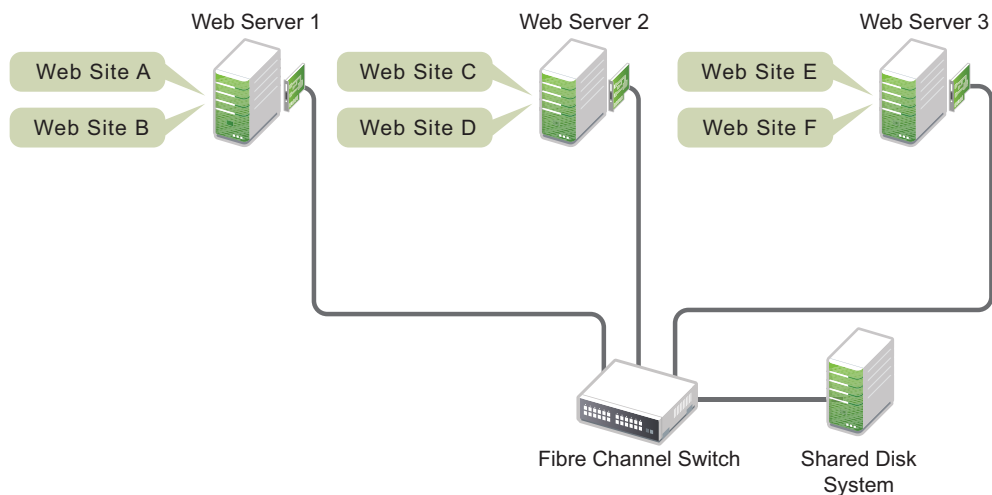 Web Server 1
Web Server 2
Web Server 3
Web Site A
Web Site C
Web Site E
Web Site B
Web Site D
Web Site F
Fibre Channel Switch
Shared Disk
System